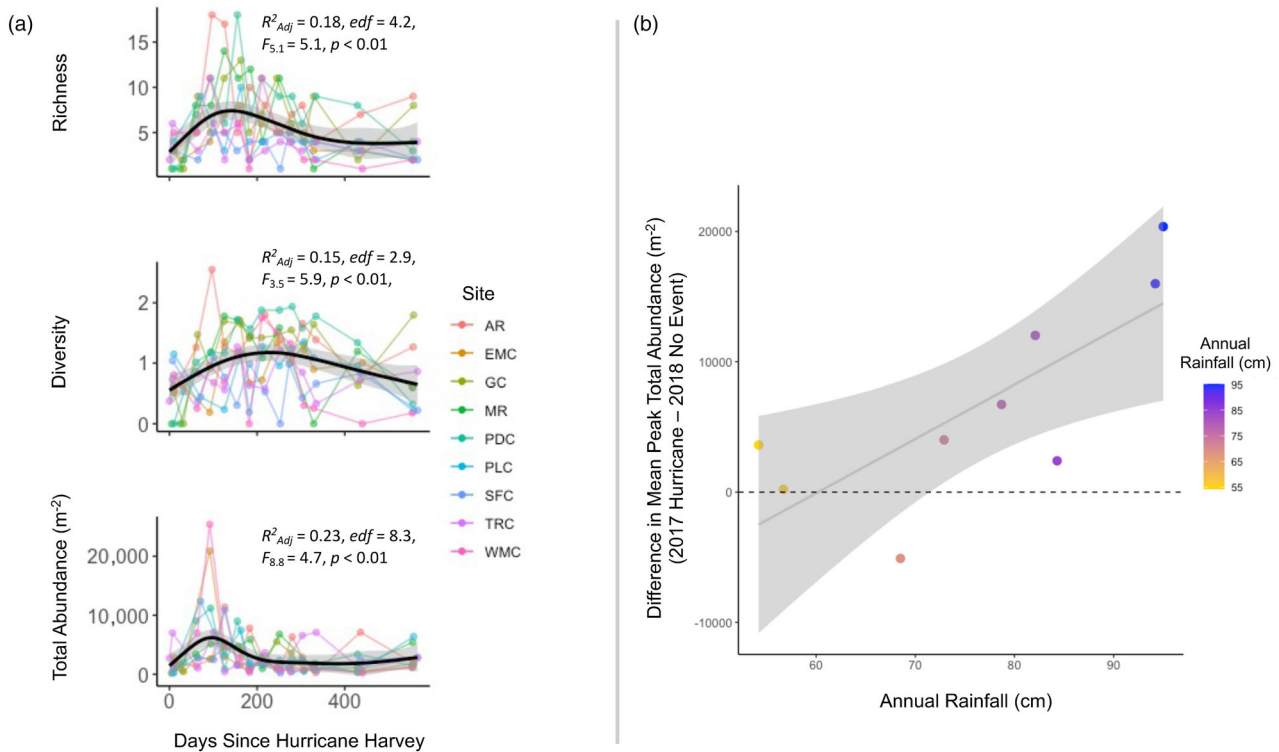 (a)
Richness
R²Adj = 0.18, edf = 4.2,
F5.1 = 5.1, p < 0.01
15
10
5
Diversity
R²Adj = 0.15, edf = 2.9,
F3.5 = 5.9, p < 0.01,
2
1
0
Total Abundance (m-2)
R²Adj = 0.23, edf = 8.3,
F8.8 = 4.7, p < 0.01
20,000
10,000
0
0 200 400
Days Since Hurricane Harvey
Site
AR
EMC
GC
MR
PDC
PLC
SFC
TRC
WMC
(b)
Difference in Mean Peak Total Abundance (m-2)
(2017 Hurricane – 2018 No Event)
20000
10000
0
-10000
60 70 80 90
Annual Rainfall (cm)
Annual
Rainfall (cm)
95
85
75
65
55